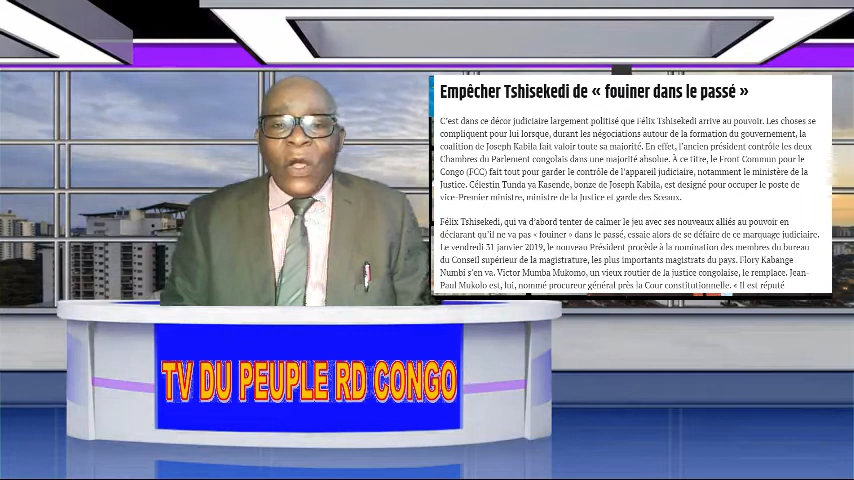 Empêcher Tshisekedi de « fouiner dans le passé »
C'est dans ce décor judiciaire largement politisé que Félix Tshisekedi arrive au pouvoir. Les choses se
compliquent pour lui lorsque, durant les négociations autour de la formation du gouvernement, la
coalition de Joseph Kabila fait valoir toute sa majorité. En effet, l'ancien président contrôle les deux
Chambres du Parlement congolais dans une majorité absolue. À ce titre, le Front Commun pour le
Congo (FCC) fait tout pour garder le contrôle de l'appareil judiciaire, notamment le ministère de la
Justice. Célestin Tunda ya Kasende, bonze de Joseph Kabila, est designé pour occuper le poste de
vice-Premier ministre, ministre de la Justice et garde des Sceaux.
Félix Tshisekedi, qui va d'abord tenter de calmer le jeu avec ses nouveaux alliés au pouvoir en
déclarant qu'il ne va pas « fouiner » dans le passé, essaie alors de se défaire de ce marquage judiciaire.
Le vendredi 31 janvier 2019, le nouveau Président procède à la nomination des membres du bureau
du Conseil supérieur de la magistrature, les plus importants magistrats du pays. Flory Kabange
Numbi s'en va. Victor Mumba Mukomo, un vieux routier de la justice congolaise, le remplace. Jean-
Paul Mukolo est, lui, nommé procureur général près la Cour constitutionnelle. « Il est réputé
TV DU PEUPLE RD CONGO